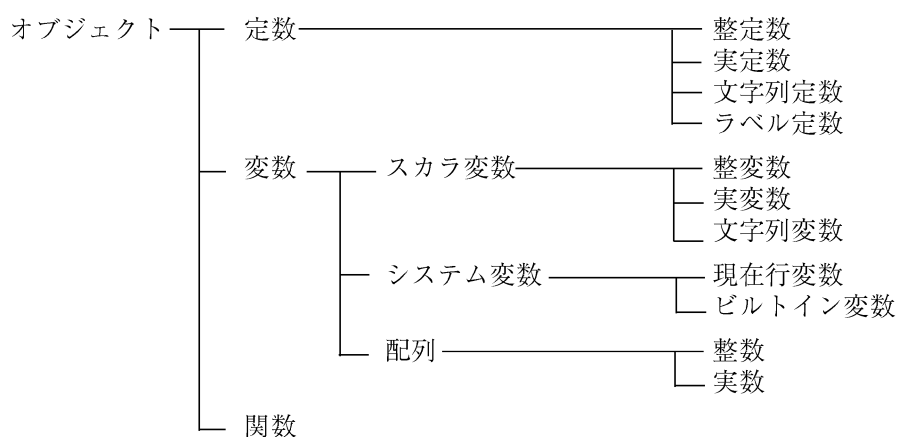 オブジェクト 定数 整定数
実定数
文字列定数
ラベル定数
変数 スカラ変数 整変数
実変数
文字列変数
システム変数 現在行変数
ビルトイン変数
配列 整数
実数
関数